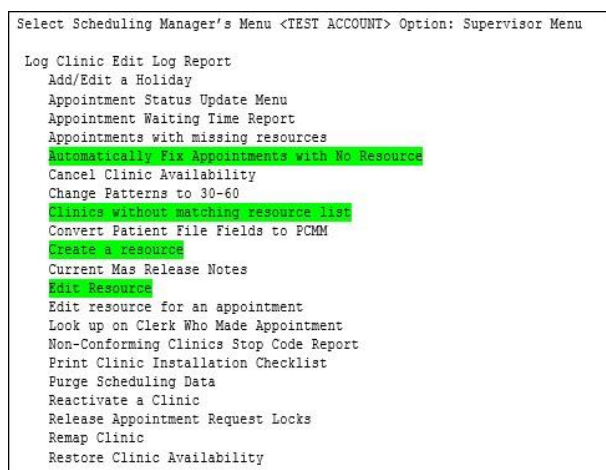 Select Scheduling Manager's Menu <TEST ACCOUNT> Option: Supervisor Menu
Log Clinic Edit Log Report
Add/Edit a Holiday
Appointment Status Update Menu
Appointment Waiting Time Report
Appointments with missing resources
Automatically Fix Appointments with No Resource
Cancel Clinic Availability
Change Patterns to 30-60
Clinics without matching resource list
Convert Patient File Fields to PCMM
Create a resource
Current Mas Release Notes
Edit Resource
Edit resource for an appointment
Look up on Clerk Who Made Appointment
Non-Conforming Clinics Stop Code Report
Print Clinic Installation Checklist
Purge Scheduling Data
Reactivate a Clinic
Release Appointment Request Locks
Remap Clinic
Restore Clinic Availability